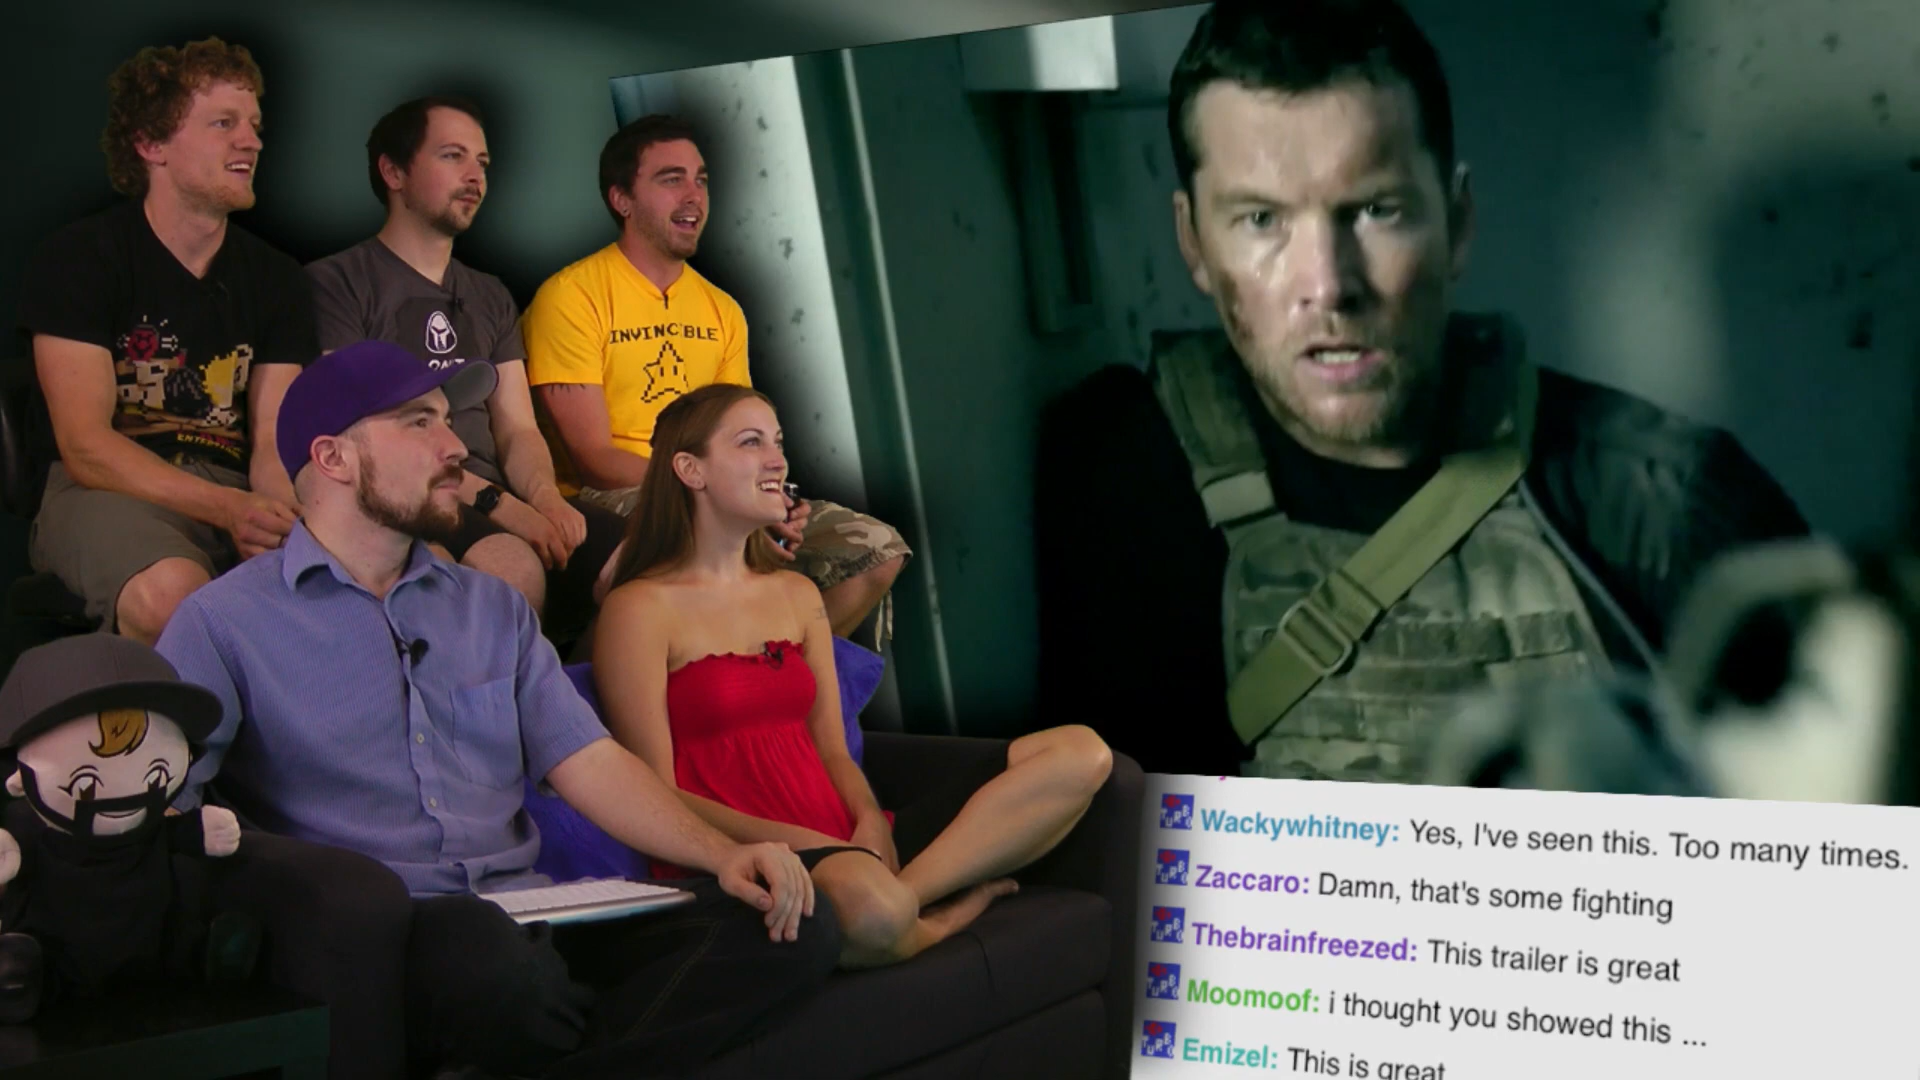 INVINCIBLE
Wackywhitney: Yes, I've seen this. Too many times.
Zaccaro: Damn, that's some fighting
Thebrainfreezed: This trailer is great
Moomoof: i thought you showed this ...
Emizel: This is great